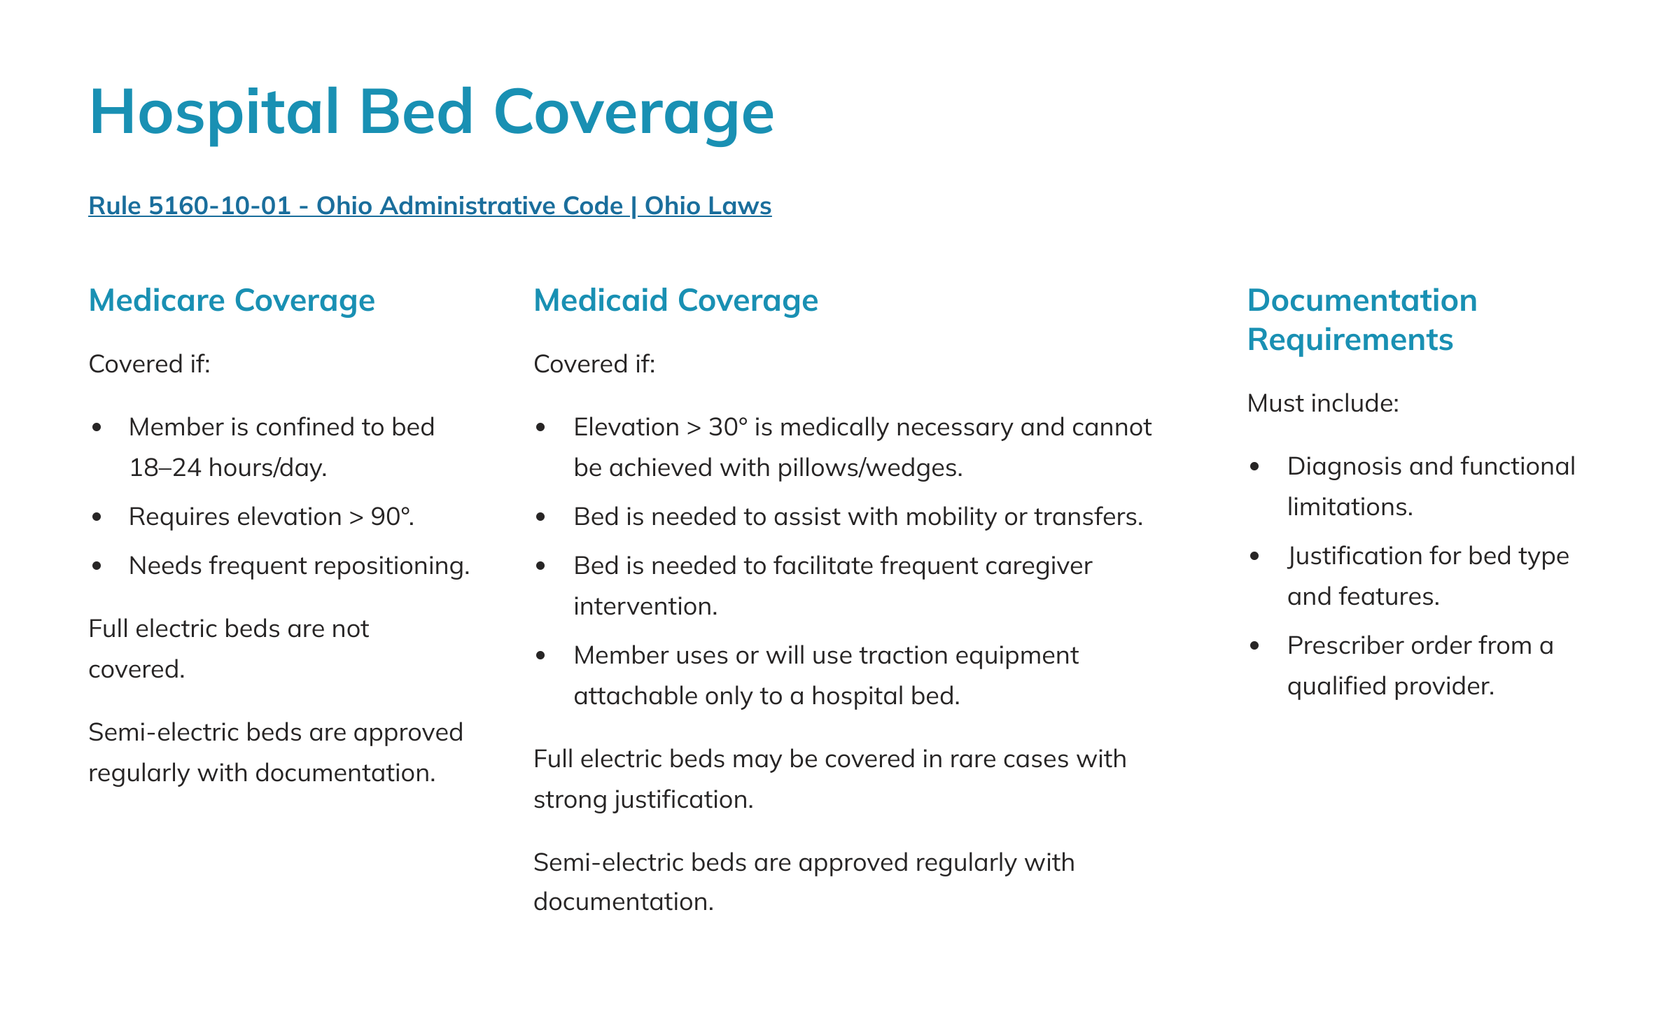 Hospital Bed Coverage
Rule 5160-10-01 - Ohio Administrative Code | Ohio Laws
Medicare Coverage
Covered if:
• Member is confined to bed
18–24 hours/day.
• Requires elevation > 90°.
• Needs frequent repositioning.
Full electric beds are not
covered.
Semi-electric beds are approved
regularly with documentation.
Medicaid Coverage
Covered if:
• Elevation > 30° is medically necessary and cannot
be achieved with pillows/wedges.
• Bed is needed to assist with mobility or transfers.
• Bed is needed to facilitate frequent caregiver
intervention.
• Member uses or will use traction equipment
attachable only to a hospital bed.
Full electric beds may be covered in rare cases with
strong justification.
Semi-electric beds are approved regularly with
documentation.
Documentation
Requirements
Must include:
• Diagnosis and functional
limitations.
• Justification for bed type
and features.
• Prescriber order from a
qualified provider.